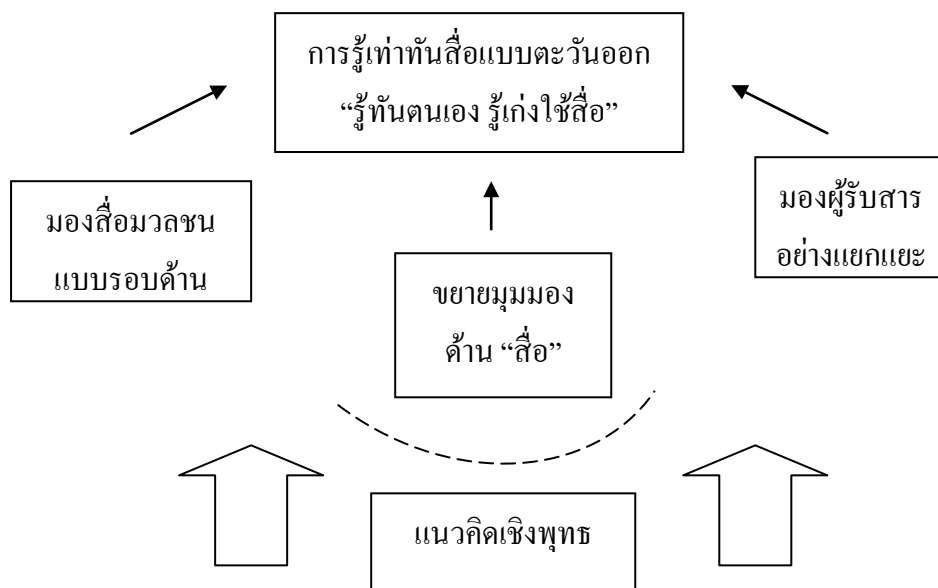 การรู้เท่าทันสื่อแบบตะวันออก
“รู้ทันตนเอง รู้เก่งใช้สื่อ”
มองสื่อมวลชน
แบบรอบด้าน
ขยายมุมมอง
ด้าน “สื่อ”
มองผู้รับสาร
อย่างแยกแยะ
แนวคิดเชิงพุทธ